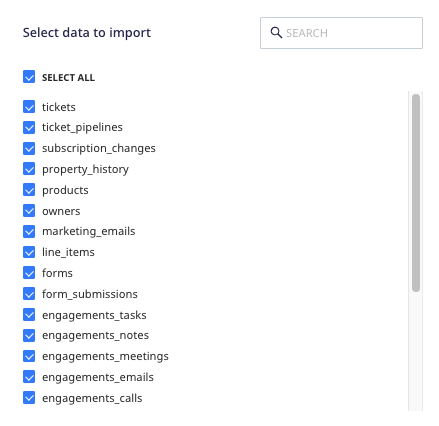 Select data to import
SEARCH
SELECT ALL
tickets
ticket_pipelines
subscription_changes
property_history
products
owners
marketing_emails
line_items
forms
form_submissions
engagements_tasks
engagements_notes
engagements_meetings
engagements_emails
engagements_calls